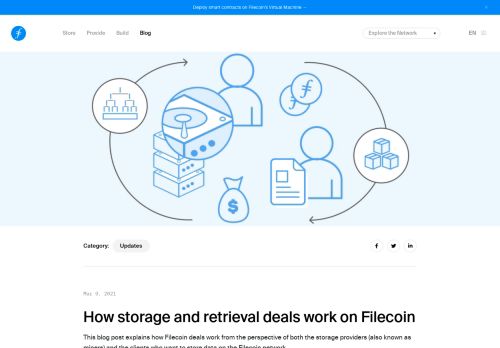 Deploy smart contracts on Filecoin's Virtual Machine
Store Provide Build Blog
Explore the Network
EN
Category: Updates
Mar 9, 2021
How storage and retrieval deals work on Filecoin
This blog post explains how Filecoin deals work from the perspective of both the storage providers (also known as
miners) and the clients who want to store data on the Filecoin network.